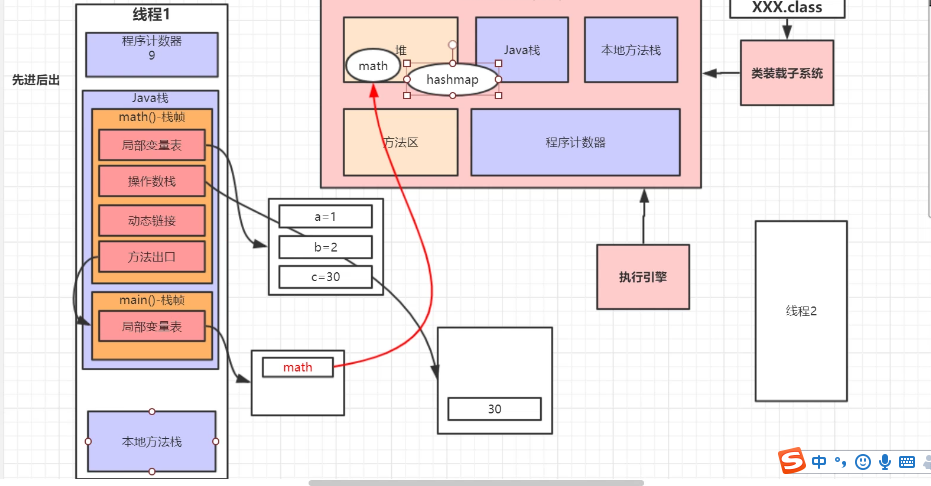 线程1
程序计数器
9
先进后出
Java栈
math()-栈帧
局部变量表
操作数栈
动态链接
方法出口
main()-栈帧
局部变量表
本地方法栈
堆
math
hashmap
Java栈
本地方法栈
方法区
程序计数器
XXX.class
类装载子系统
a=1
b=2
c=30
执行引擎
线程2
math
30
S中